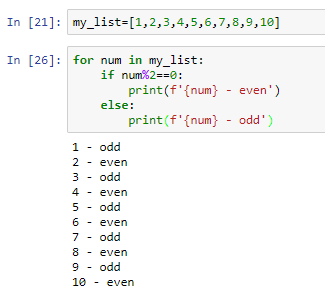 In [21]: my_list=[1,2,3,4,5,6,7,8,9,10]
In [26]: for num in my_list:
    if num%2==0:
        print(f'{num} - even')
    else:
        print(f'{num} - odd')
1 - odd
2 - even
3 - odd
4 - even
5 - odd
6 - even
7 - odd
8 - even
9 - odd
10 - even